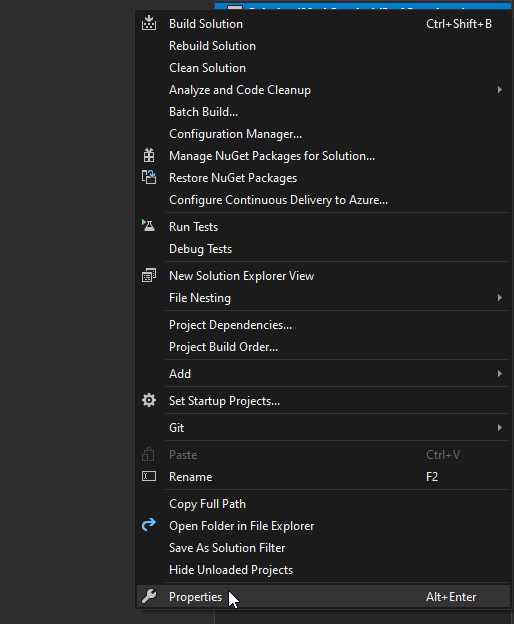 Build Solution Ctrl+Shift+B
Rebuild Solution
Clean Solution
Analyze and Code Cleanup
Batch Build...
Configuration Manager...
Manage NuGet Packages for Solution...
Restore NuGet Packages
Configure Continuous Delivery to Azure...
Run Tests
Debug Tests
New Solution Explorer View
File Nesting
Project Dependencies...
Project Build Order...
Add
Set Startup Projects...
Git
Paste Ctrl+V
Rename F2
Copy Full Path
Open Folder in File Explorer
Save As Solution Filter
Hide Unloaded Projects
Properties Alt+Enter